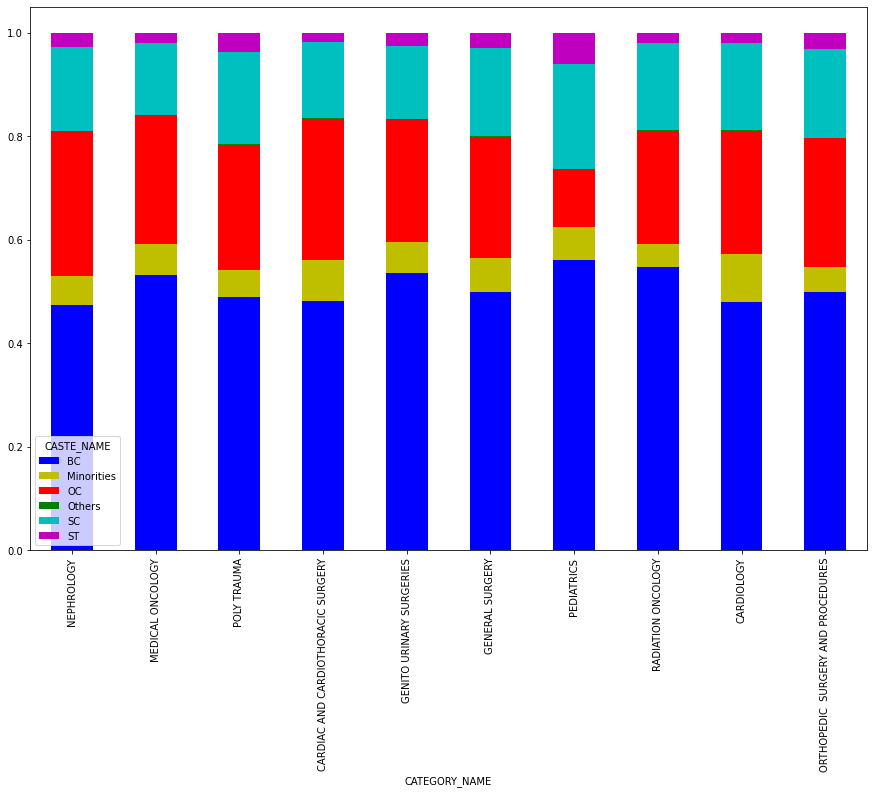 1.0
0.8
0.6
0.4
0.2
0.0
CASTE_NAME
BC
Minorities
OC
Others
SC
ST
NEPHROLOGY
MEDICAL ONCOLOGY
POLY TRAUMA
CARDIAC AND CARDIOTHORACIC SURGERY
GENITO URINARY SURGERIES
GENERAL SURGERY
PEDIATRICS
RADIATION ONCOLOGY
CARDIOLOGY
ORTHOPEDIC  SURGERY AND PROCEDURES
CATEGORY_NAME